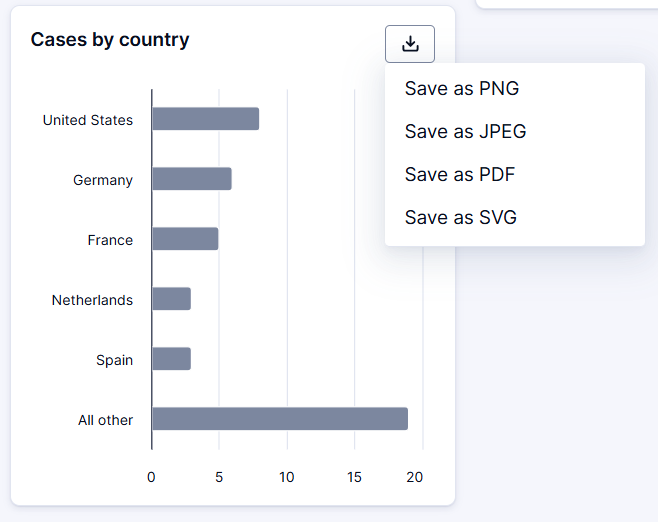 Cases by country
Save as PNG
Save as JPEG
Save as PDF
Save as SVG
United States
Germany
France
Netherlands
Spain
All other
0 5 10 15 20